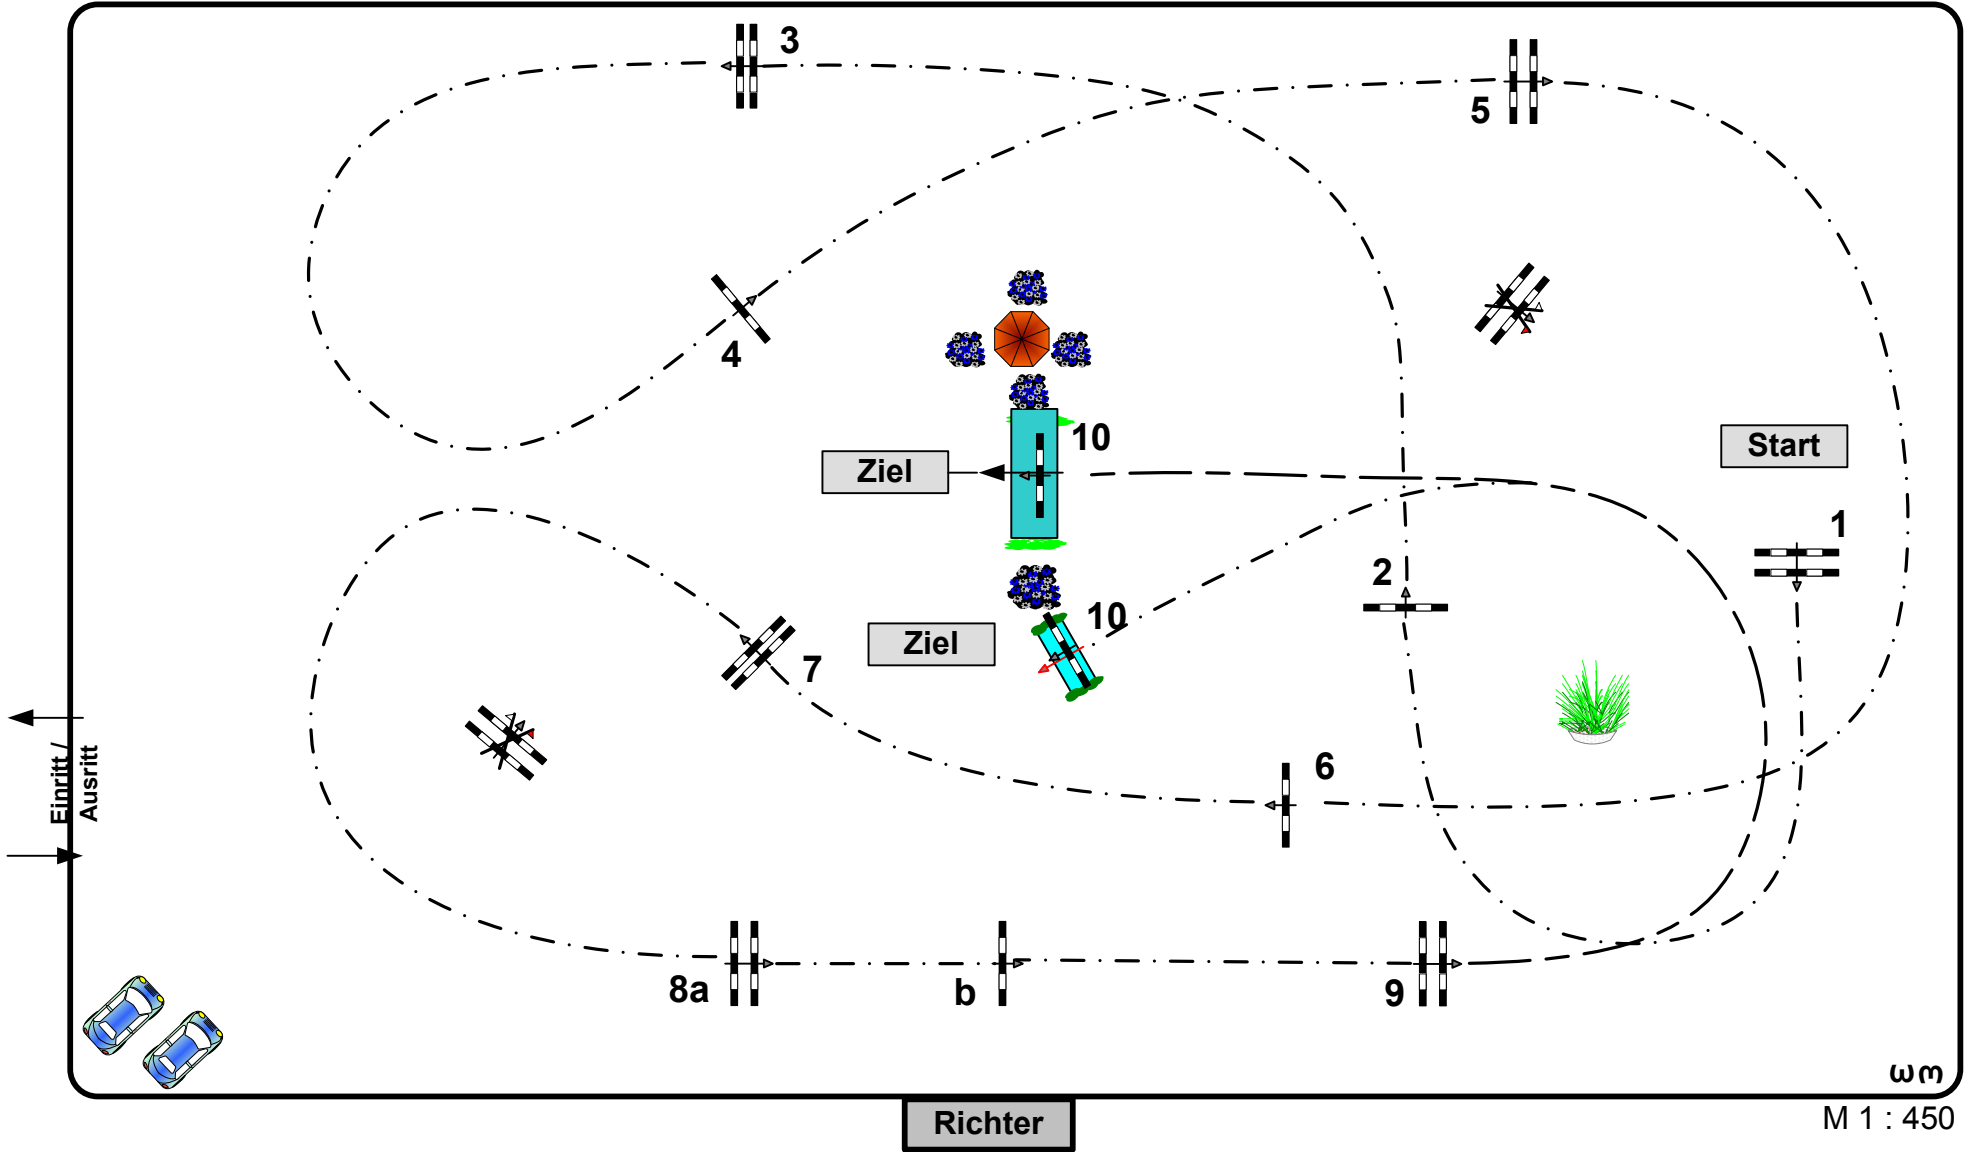 3
5
4
10
Start
Ziel
1
2
10
Ziel
7
6
Einritt /
Ausritt
8a
b
9
ωm
Richter
M 1 : 450